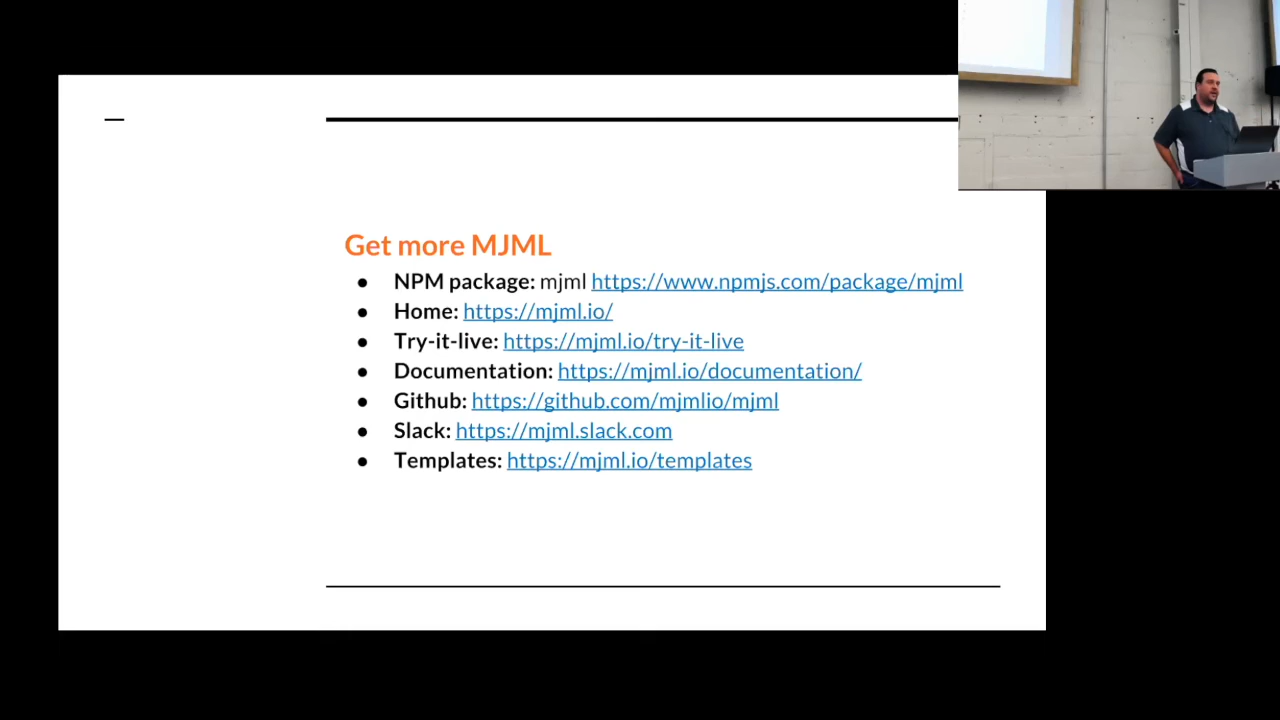 Get more MJML
● NPM package: mjml https://www.npmjs.com/package/mjml
● Home: https://mjml.io/
● Try-it-live: https://mjml.io/try-it-live
● Documentation: https://mjml.io/documentation/
● Github: https://github.com/mjmlio/mjml
● Slack: https://mjml.slack.com
● Templates: https://mjml.io/templates